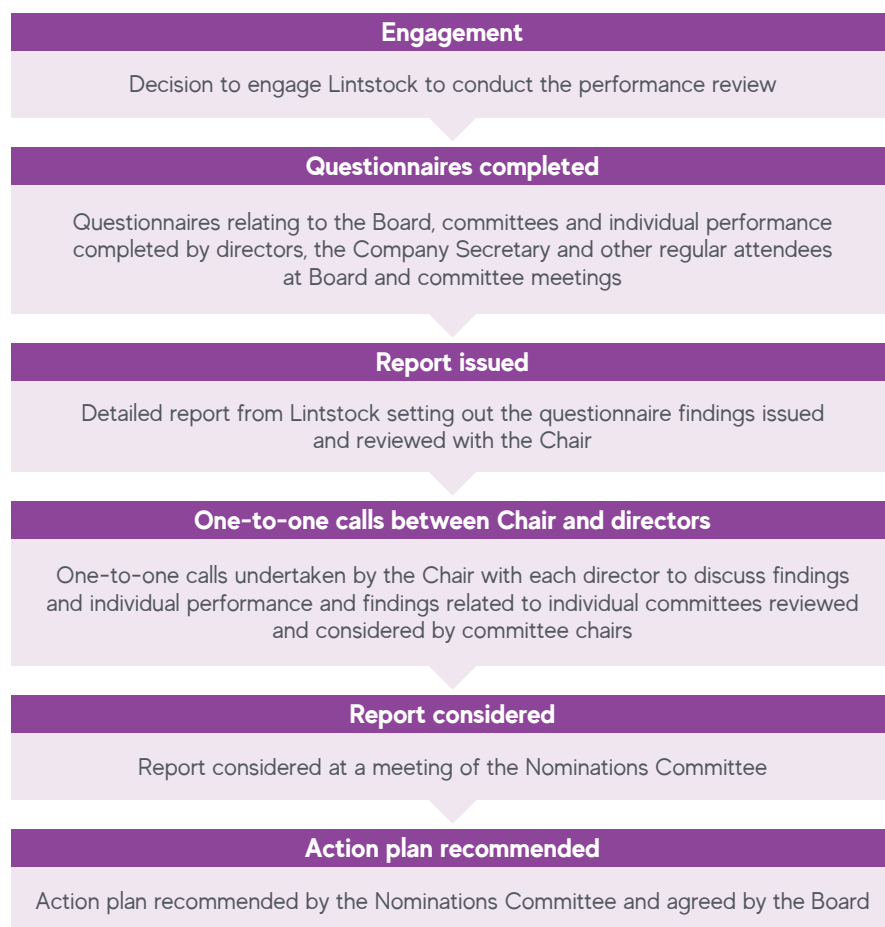 Engagement
Decision to engage Lintstock to conduct the performance review
Questionnaires completed
Questionnaires relating to the Board, committees and individual performance
completed by directors, the Company Secretary and other regular attendees
at Board and committee meetings
Report issued
Detailed report from Lintstock setting out the questionnaire findings issued
and reviewed with the Chair
One-to-one calls between Chair and directors
One-to-one calls undertaken by the Chair with each director to discuss findings
and individual performance and findings related to individual committees reviewed
and considered by committee chairs
Report considered
Report considered at a meeting of the Nominations Committee
Action plan recommended
Action plan recommended by the Nominations Committee and agreed by the Board